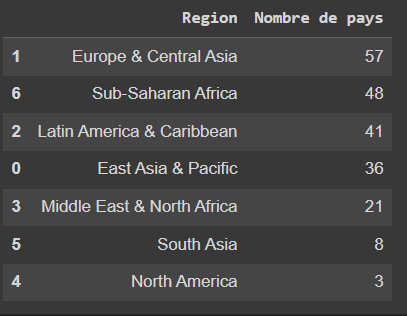 Region Nombre de pays
1 Europe & Central Asia 57
6 Sub-Saharan Africa 48
2 Latin America & Caribbean 41
0 East Asia & Pacific 36
3 Middle East & North Africa 21
5 South Asia 8
4 North America 3